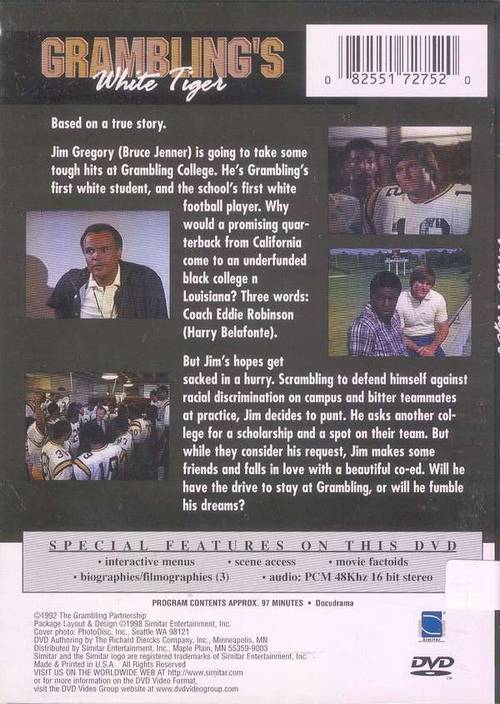 GRAMBLING'S
White Tiger
0 82551 72752 0
Based on a true story.
Jim Gregory (Bruce Jenner) is going to take some
tough hits at Grambling College. He's Grambling's
first white student, and the school's first white
football player. Why
would a promising quar-
terback from California
come to an underfunded
black college n
Louisiana? Three words:
Coach Eddie Robinson
(Harry Belafonte).
But Jim's hopes get
sacked in a hurry. Scrambling to defend himself against
racial discrimination on campus and bitter teammates
at practice, Jim decides to punt. He asks another col-
lege for a scholarship and a spot on their team. But
while they consider his request, Jim makes some
friends and falls in love with a beautiful co-ed. Will he
have the drive to stay at Grambling, or will he fumble
his dreams?
SPECIAL FEATURES ON THIS DVD
• interactive menus • scene access • movie factoids
• biographies/filmographies (3) • audio: PCM 48Khz 16 bit stereo
PROGRAM CONTENTS APPROX. 97 MINUTES • Docudrama
©1992 The Grambling Partnership
Package Layout & Design ©1998 Simitar Entertainment, Inc.
Cover photo: PhotoDisc, Inc., Seattle WA 98121
DVD Authoring by The Richard Diercks Company, Inc., Minneapolis, MN
Distributed by Simitar Entertainment, Inc. Maple Plain, MN 55359-9003
Simitar and the Simitar logo are registered trademarks of Simitar Entertainment, Inc.
Made & Printed in U.S.A. All Rights Reserved
VISIT US ON THE WORLDWIDE WEB AT http://www.simitar.com
or for more information on the DVD Video Format,
visit the DVD Video Group website at www.dvdvideogroup.com
Simitar
DVD